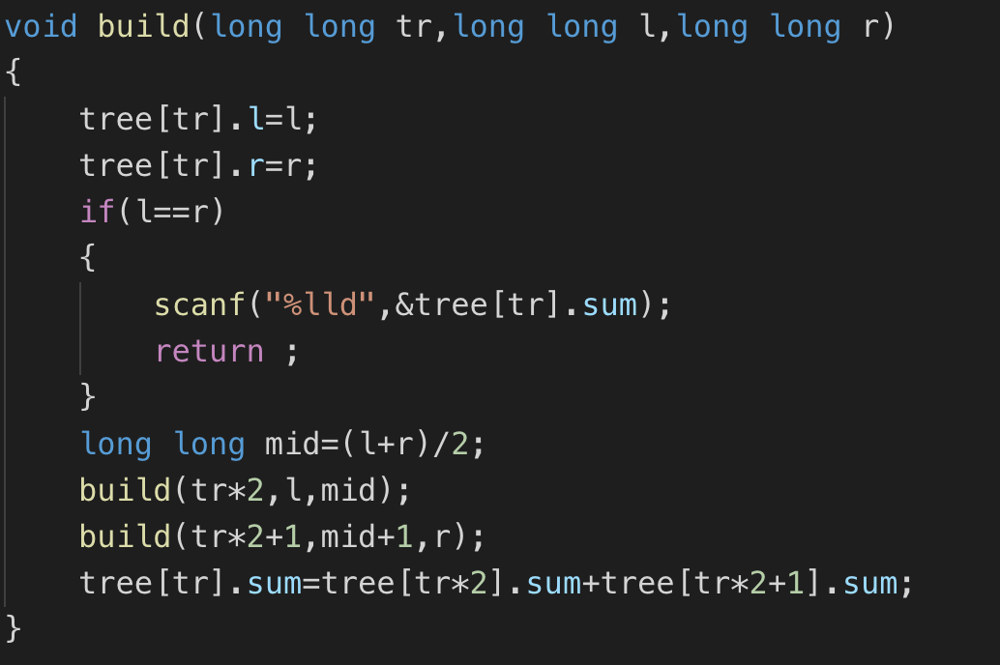 void build(long long tr,long long l,long long r)
{
    tree[tr].l=l;
    tree[tr].r=r;
    if(l==r)
    {
        scanf("%lld",&tree[tr].sum);
        return ;
    }
    long long mid=(l+r)/2;
    build(tr*2,l,mid);
    build(tr*2+1,mid+1,r);
    tree[tr].sum=tree[tr*2].sum+tree[tr*2+1].sum;
}